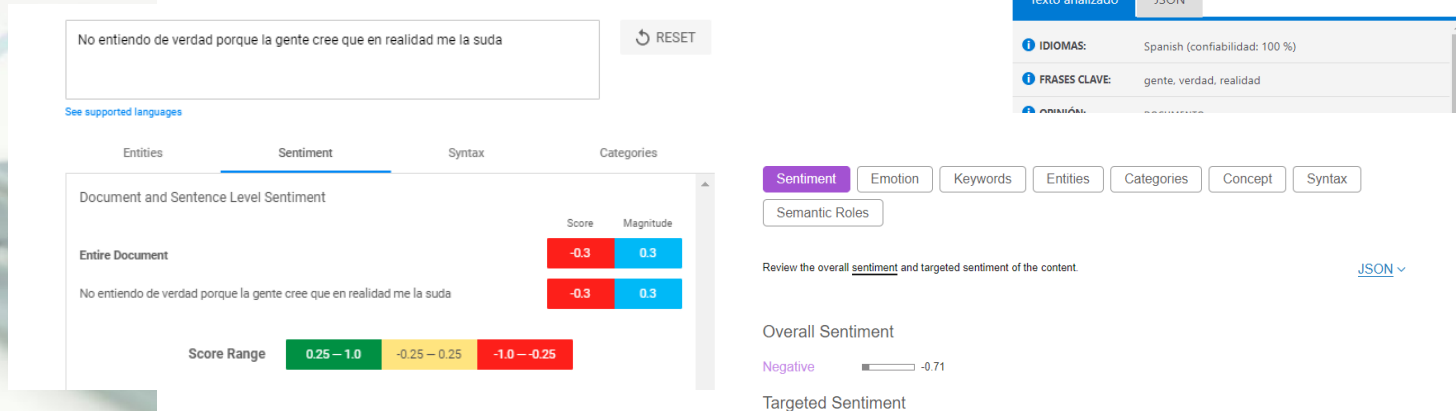 No entiendo de verdad porque la gente cree que en realidad me la suda
RESET
See supported languages
Entities Sentiment Syntax Categories
Document and Sentence Level Sentiment
Score Magnitude
Entire Document -0.3 0.3
No entiendo de verdad porque la gente cree que en realidad me la suda -0.3 0.3
Score Range 0.25 — 1.0 -0.25 — 0.25 -1.0 — -0.25
Texto analizado JSON
IDIOMAS: Spanish (confiabilidad: 100 %)
FRASES CLAVE: gente, verdad, realidad
OPINIÓN: DOCUMENTO
Sentiment Emotion Keywords Entities Categories Concept Syntax
Semantic Roles
Review the overall sentiment and targeted sentiment of the content.
JSON
Overall Sentiment
Negative -0.71
Targeted Sentiment